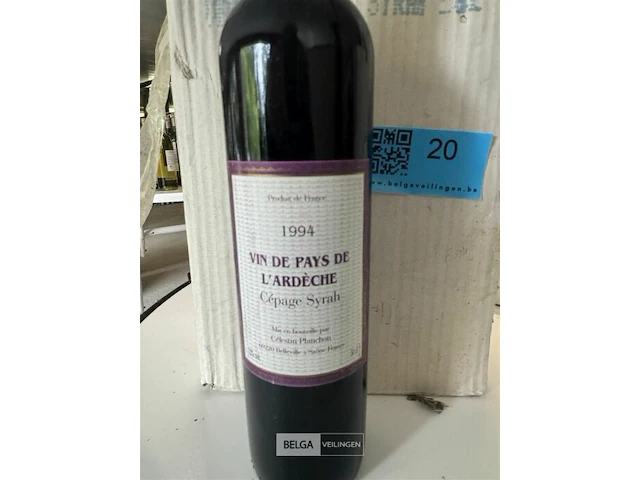 Produit de France
1994
VIN DE PAYS DE
L'ARDÈCHE
Cépage Syrah
Mis en bouteille par
Célestin Planchon
69220 Belleville s/ Saône France
20
www.belgaveilingen.be
BELGA VEILINGEN